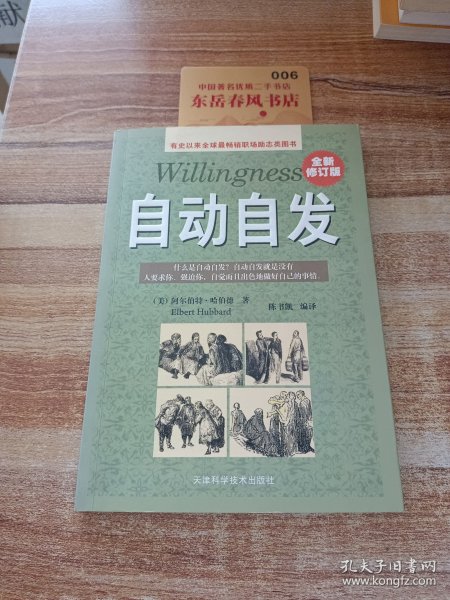 献
006
中国著名优质二手书店
东岳春风书店
有史以来全球最畅销职场励志类图书
Willingness
全新
修订版
自动自发
什么是自动自发？自动自发就是没有
人要求你、强迫你，自觉而且出色地做好自己的事情。
（美）阿尔伯特·哈伯德 著
Elbert Hubbard
陈书凯 编译
天津科学技术出版社
孔夫子旧书网
www.kongfz.com